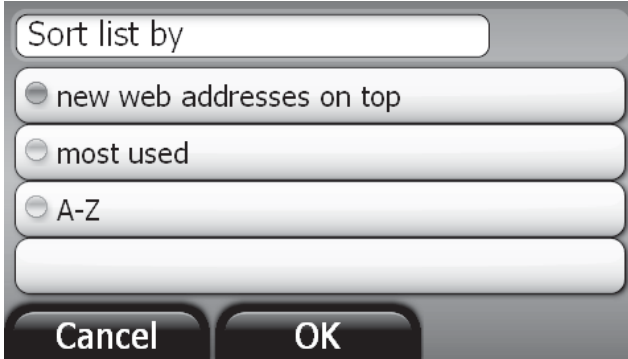 Sort list by
new web addresses on top
most used
A-Z
Cancel OK